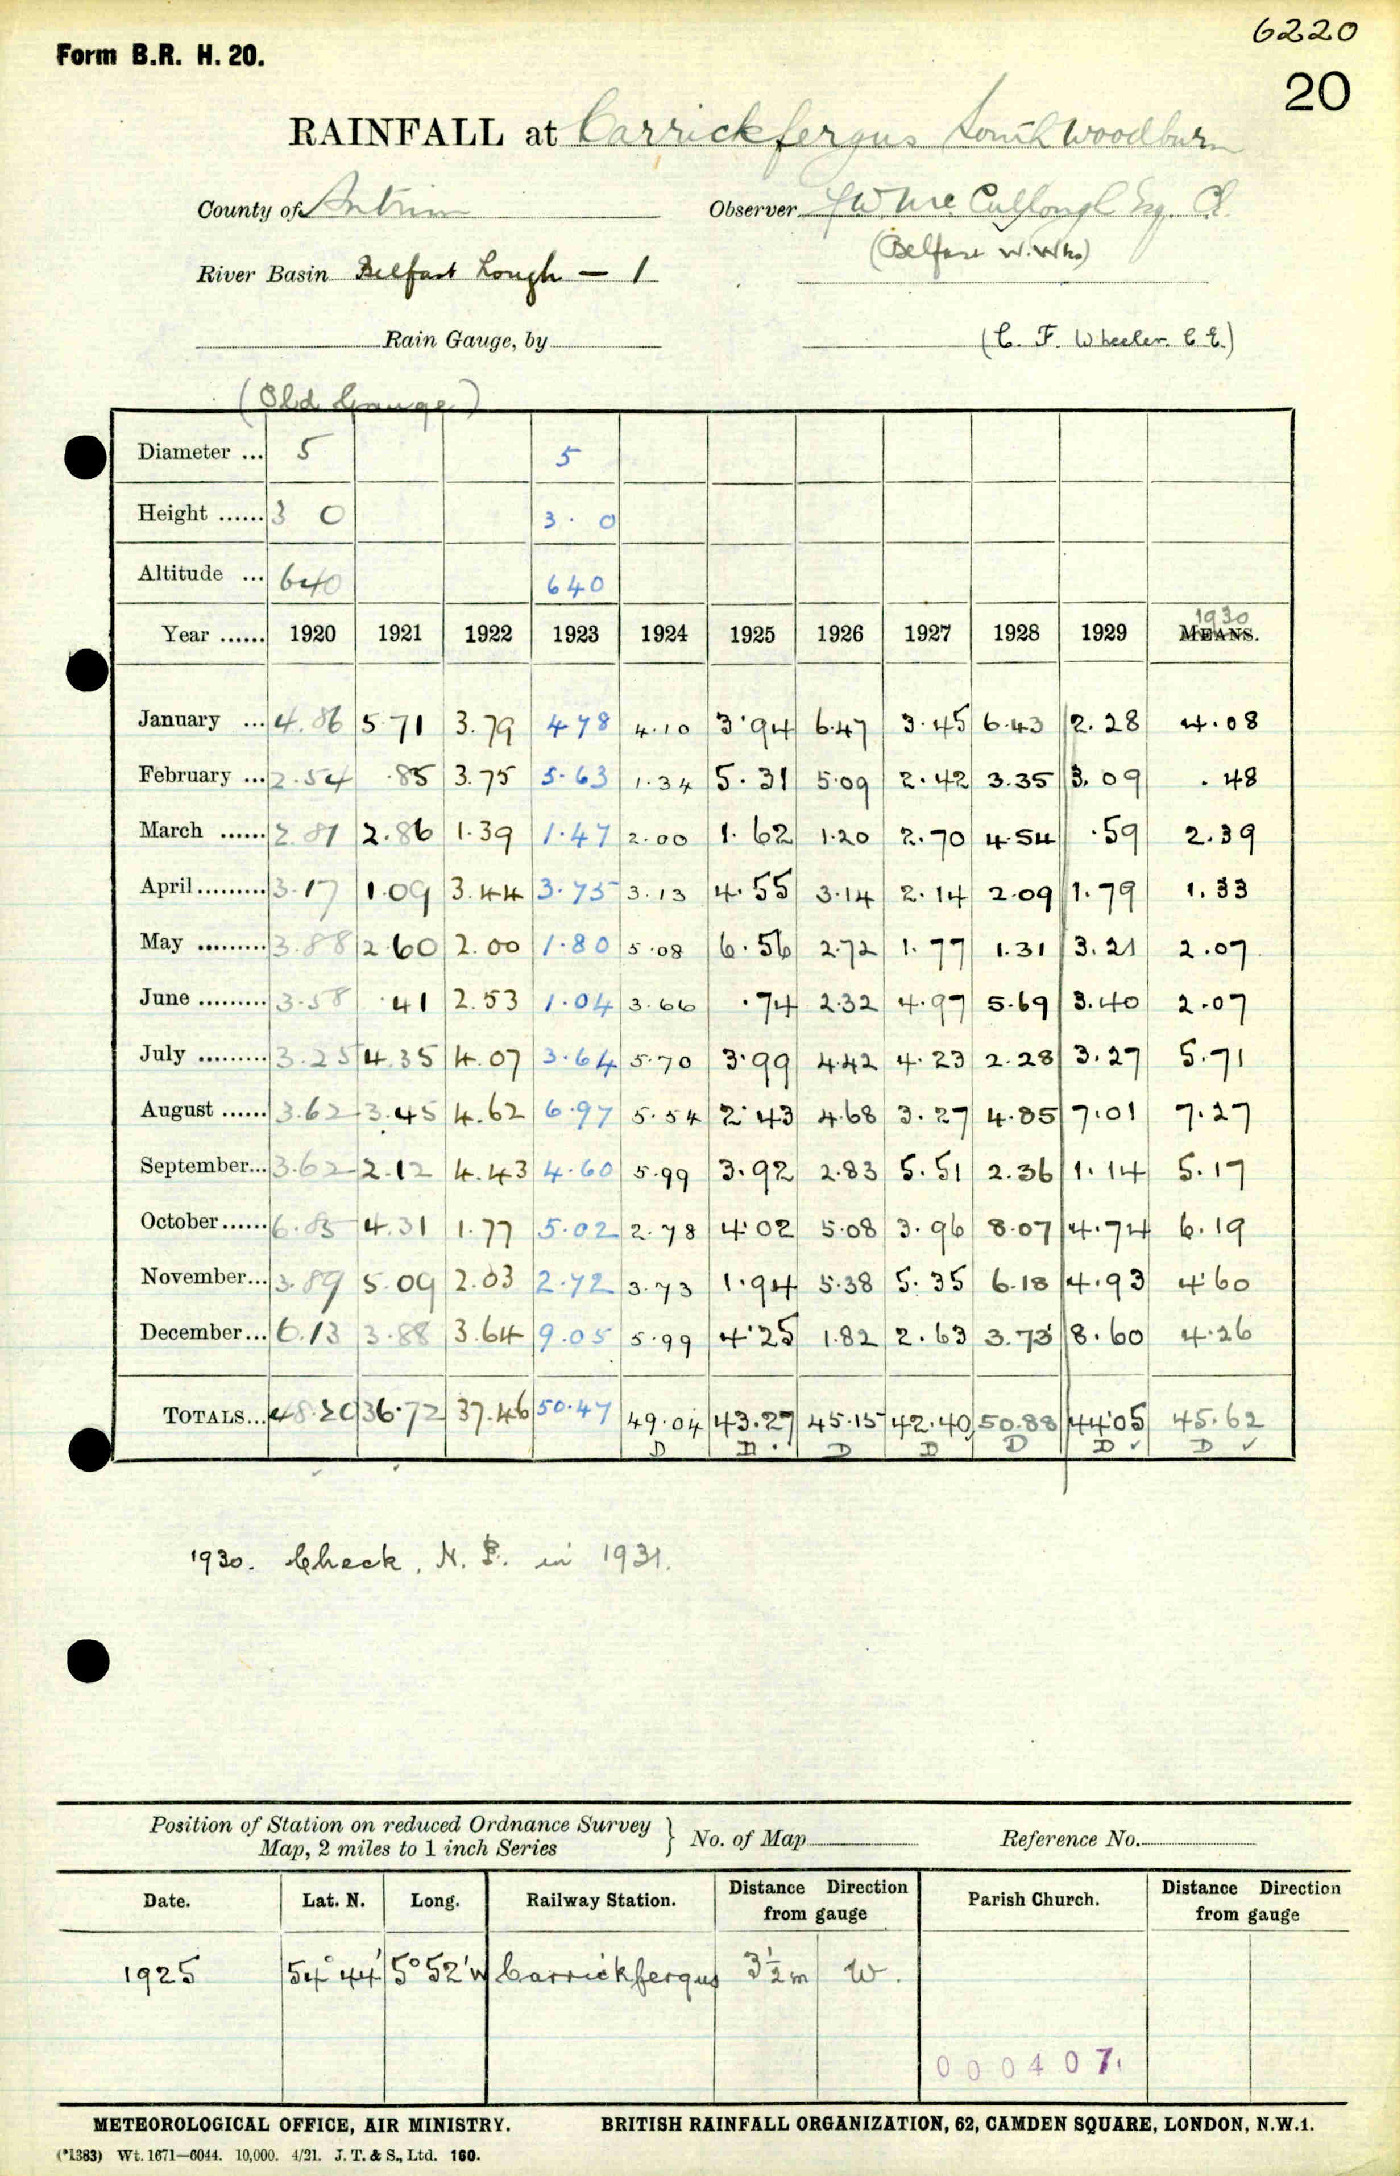 6220
Form B.R. H. 20.
20
RAINFALL at Carrickfergus South Woodburn
County of Antrim Observer J W Mc Cullough Esq. CE.
(Belfast W. Wks)
River Basin Belfast Lough — 1
Rain Gauge, by (C. F. Wheeler. C E.)
(Old Gauge)
Diameter ... 5 5
Height ...... 3 0 3 . 0
Altitude ... 640 640
1930
Year ...... 1920 1921 1922 1923 1924 1925 1926 1927 1928 1929 MEANS.
January ... 4.86 5 71 3.79 4 78 4.10 3.94 6.47 3.45 6.43 2.28 4.08
February ... 2.54 .85 3.75 5.63 1.34 5.31 5.09 2.42 3.35 3.09 .48
March ...... 2.81 2.86 1.39 1.47 2.00 1.62 1.20 2.70 4.54 .59 2.39
April ......... 3.17 1.09 3.44 3.75 3.13 4.55 3.14 2.14 2.09 1.79 1.33
May ......... 3.88 2 60 2.00 1.80 5.08 6.56 2.72 1.77 1.31 3.21 2.07
June ......... 3.58 .41 2.53 1.04 3.66 .74 2.32 4.97 5.69 3.40 2.07
July ......... 3.25 4.35 4.07 3.64 5.70 3.99 4.42 4.23 2.28 3.27 5.71
August ...... 3.62 3.45 4.62 6.97 5.54 2.43 4.68 3.27 4.85 7.01 7.27
September... 3.62 2.12 4.43 4.60 5.99 3.92 2.83 5.51 2.36 1.14 5.17
October...... 6.85 4.31 1.77 5.02 2.78 4.02 5.08 3.96 8.07 4.74 6.19
November... 3.89 5.09 2.03 2.72 3.73 1.94 5.38 5.35 6.18 4.93 4.60
December... 6.13 3.88 3.64 9.05 5.99 4.25 1.82 2.63 3.73 8.60 4.26
TOTALS... 48.20 36.72 37.46 50.47 49.04 43.27 45.15 42.40 50.88 44.05 45.62
D D . D D D D ✓ D ✓
1930. Check. N. P. in 1931.
Position of Station on reduced Ordnance Survey
Map, 2 miles to 1 inch Series } No. of Map Reference No.
Date. Lat. N. Long. Railway Station. Distance Direction from gauge Parish Church. Distance Direction from gauge
1925 54° 44' 5° 52' W Carrickfergus 3½ m W.
000407.
METEOROLOGICAL OFFICE, AIR MINISTRY. BRITISH RAINFALL ORGANIZATION, 62, CAMDEN SQUARE, LONDON, N.W.1.
(*1383) Wt. 1671—6044. 10,000. 4/21. J. T. & S., Ltd. 160.